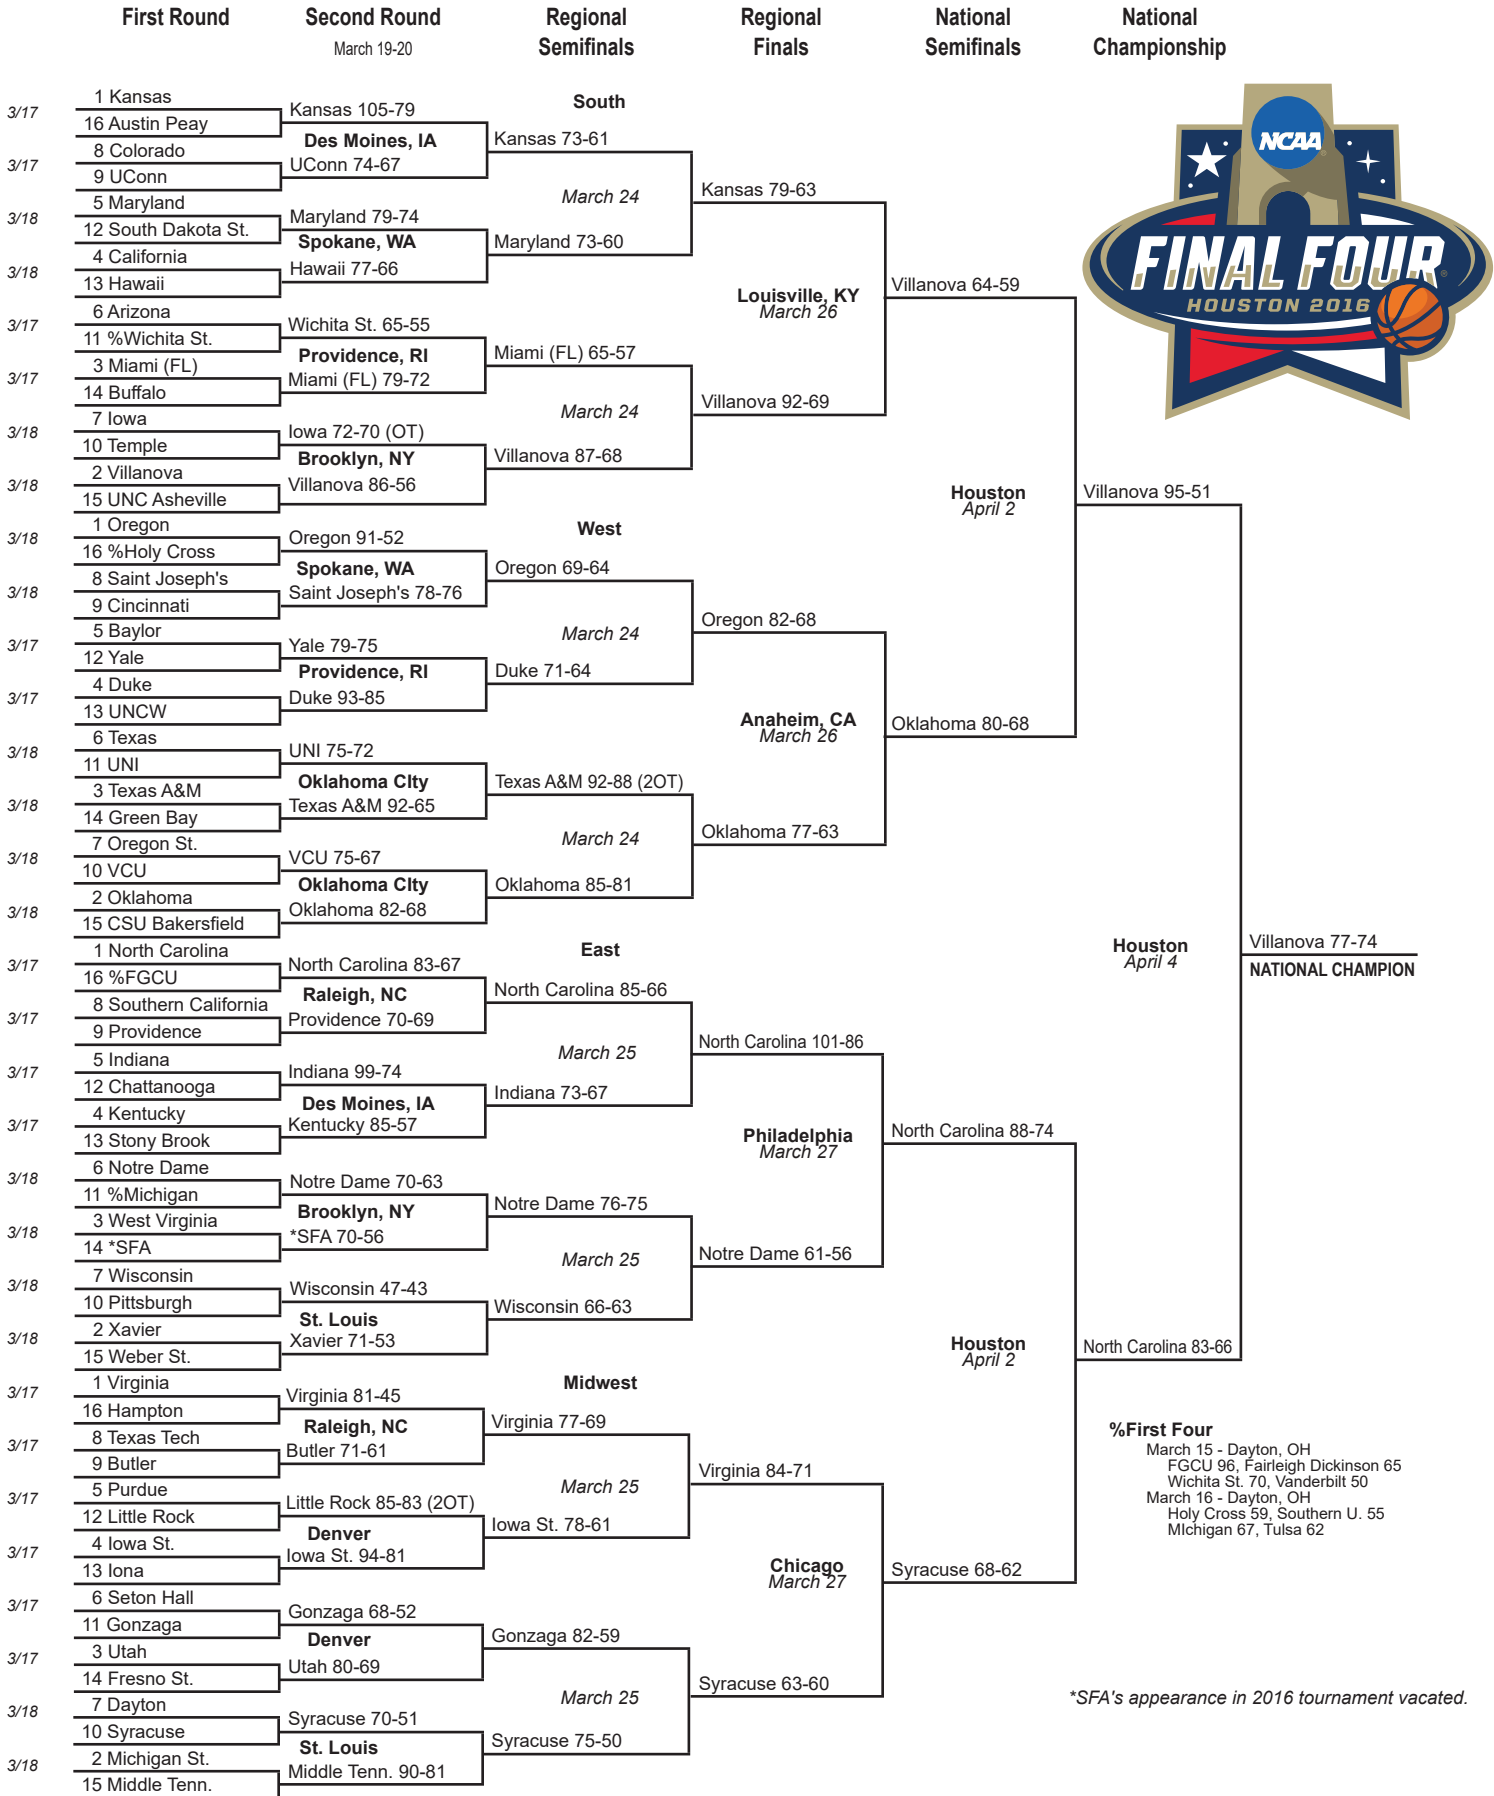 First Round
Second Round
March 19-20
Regional
Semifinals
Regional
Finals
National
Semifinals
National
Championship
NCAA
FINAL FOUR
HOUSTON 2016
®
South
3/17
1 Kansas
16 Austin Peay
3/17
8 Colorado
9 UConn
3/18
5 Maryland
12 South Dakota St.
3/18
4 California
13 Hawaii
3/17
6 Arizona
11 %Wichita St.
3/17
3 Miami (FL)
14 Buffalo
3/18
7 Iowa
10 Temple
3/18
2 Villanova
15 UNC Asheville
Kansas 105-79
Des Moines, IA
UConn 74-67
Maryland 79-74
Spokane, WA
Hawaii 77-66
Wichita St. 65-55
Providence, RI
Miami (FL) 79-72
Iowa 72-70 (OT)
Brooklyn, NY
Villanova 86-56
Kansas 73-61
March 24
Maryland 73-60
Miami (FL) 65-57
March 24
Villanova 87-68
Kansas 79-63
Louisville, KY
March 26
Villanova 92-69
Villanova 64-59
West
3/18
1 Oregon
16 %Holy Cross
3/18
8 Saint Joseph's
9 Cincinnati
3/17
5 Baylor
12 Yale
3/17
4 Duke
13 UNCW
3/18
6 Texas
11 UNI
3/18
3 Texas A&M
14 Green Bay
3/18
7 Oregon St.
10 VCU
3/18
2 Oklahoma
15 CSU Bakersfield
Oregon 91-52
Spokane, WA
Saint Joseph's 78-76
Yale 79-75
Providence, RI
Duke 93-85
UNI 75-72
Oklahoma CIty
Texas A&M 92-65
VCU 75-67
Oklahoma CIty
Oklahoma 82-68
Oregon 69-64
March 24
Duke 71-64
Texas A&M 92-88 (2OT)
March 24
Oklahoma 85-81
Oregon 82-68
Anaheim, CA
March 26
Oklahoma 77-63
Oklahoma 80-68
Houston
April 2
Villanova 95-51
East
3/17
1 North Carolina
16 %FGCU
3/17
8 Southern California
9 Providence
3/17
5 Indiana
12 Chattanooga
3/17
4 Kentucky
13 Stony Brook
3/18
6 Notre Dame
11 %Michigan
3/18
3 West Virginia
14 *SFA
3/18
7 Wisconsin
10 Pittsburgh
3/18
2 Xavier
15 Weber St.
North Carolina 83-67
Raleigh, NC
Providence 70-69
Indiana 99-74
Des Moines, IA
Kentucky 85-57
Notre Dame 70-63
Brooklyn, NY
*SFA 70-56
Wisconsin 47-43
St. Louis
Xavier 71-53
North Carolina 85-66
March 25
Indiana 73-67
Notre Dame 76-75
March 25
Wisconsin 66-63
North Carolina 101-86
Philadelphia
March 27
Notre Dame 61-56
North Carolina 88-74
Midwest
3/17
1 Virginia
16 Hampton
3/17
8 Texas Tech
9 Butler
3/17
5 Purdue
12 Little Rock
3/17
4 Iowa St.
13 Iona
3/17
6 Seton Hall
11 Gonzaga
3/17
3 Utah
14 Fresno St.
3/18
7 Dayton
10 Syracuse
3/18
2 Michigan St.
15 Middle Tenn.
Virginia 81-45
Raleigh, NC
Butler 71-61
Little Rock 85-83 (2OT)
Denver
Iowa St. 94-81
Gonzaga 68-52
Denver
Utah 80-69
Syracuse 70-51
St. Louis
Middle Tenn. 90-81
Virginia 77-69
March 25
Iowa St. 78-61
Gonzaga 82-59
March 25
Syracuse 75-50
Virginia 84-71
Chicago
March 27
Syracuse 63-60
Syracuse 68-62
Houston
April 2
North Carolina 83-66
Houston
April 4
Villanova 77-74
NATIONAL CHAMPION
%First Four
March 15 - Dayton, OH
FGCU 96, Fairleigh Dickinson 65
Wichita St. 70, Vanderbilt 50
March 16 - Dayton, OH
Holy Cross 59, Southern U. 55
MIchigan 67, Tulsa 62
*SFA's appearance in 2016 tournament vacated.